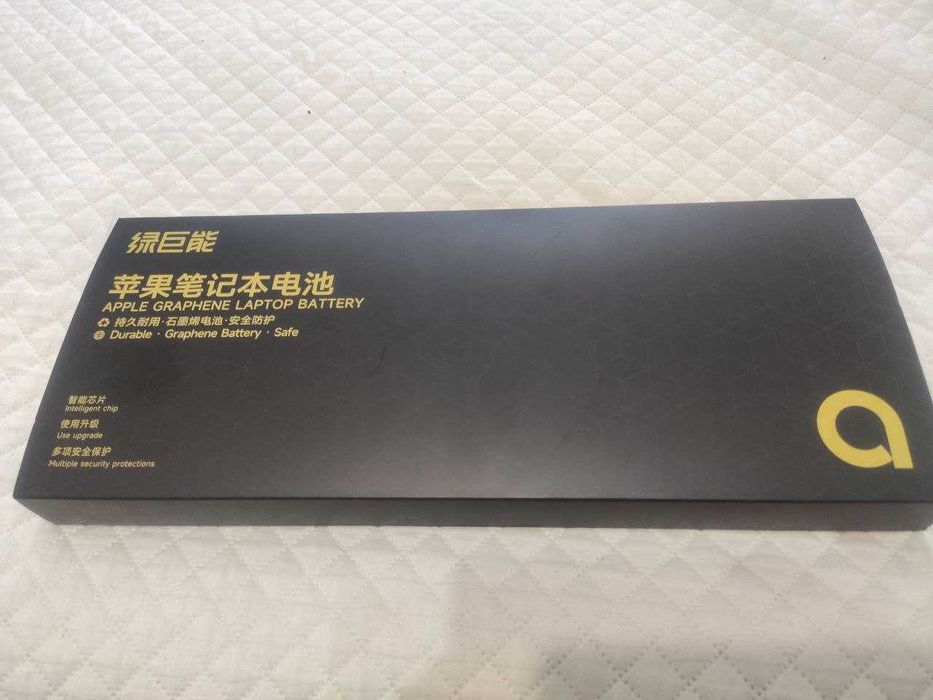 绿巨能
苹果笔记本电池
APPLE GRAPHENE LAPTOP BATTERY
持久耐用·石墨烯电池·安全防护
Durable · Graphene Battery · Safe
智能芯片
Intelligent chip
使用升级
Use upgrade
多项安全保护
Multiple security protections